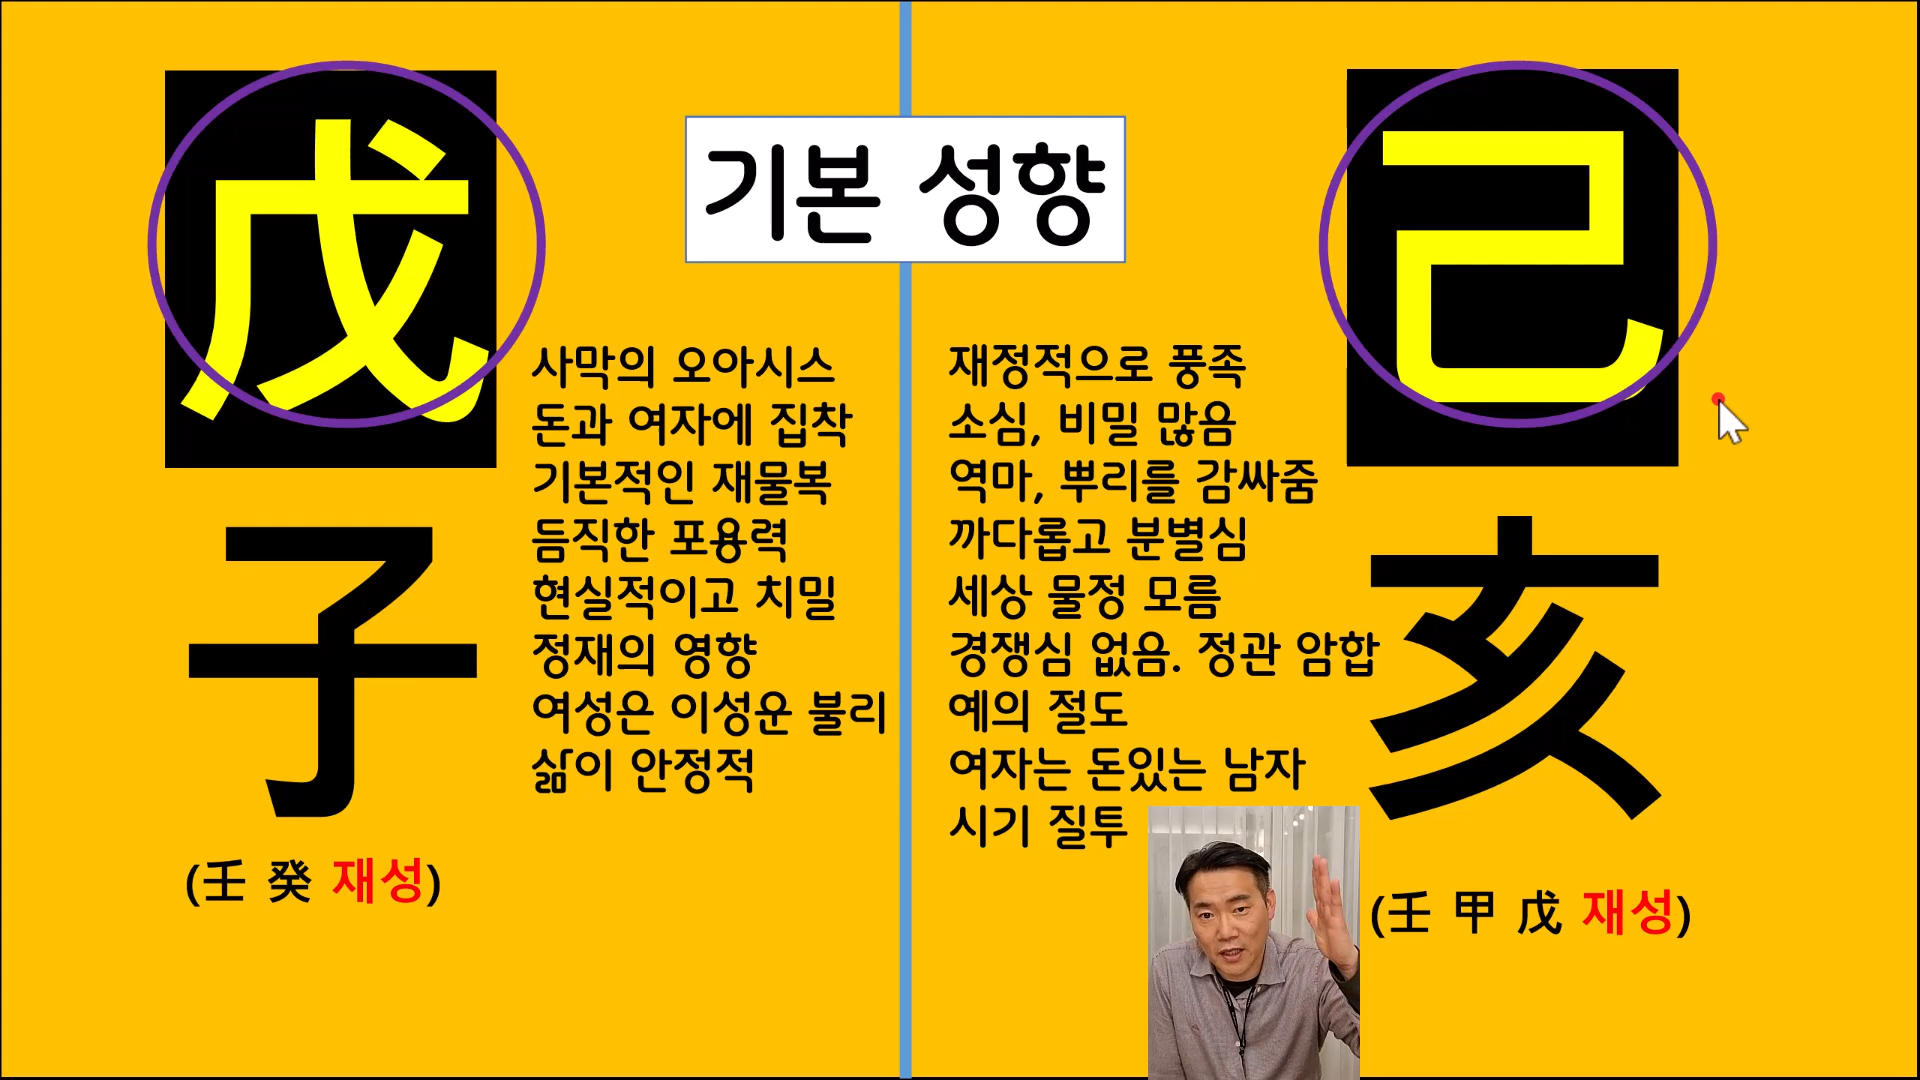 기본 성향
戊
子
(壬 癸 재성)
사막의 오아시스
돈과 여자에 집착
기본적인 재물복
듬직한 포용력
현실적이고 치밀
정재의 영향
여성은 이성운 불리
삶이 안정적
재정적으로 풍족
소심, 비밀 많음
역마, 뿌리를 감싸줌
까다롭고 분별심
세상 물정 모름
경쟁심 없음. 정관 암합
예의 절도
여자는 돈있는 남자
시기 질투
己
亥
(壬 甲 戊 재성)